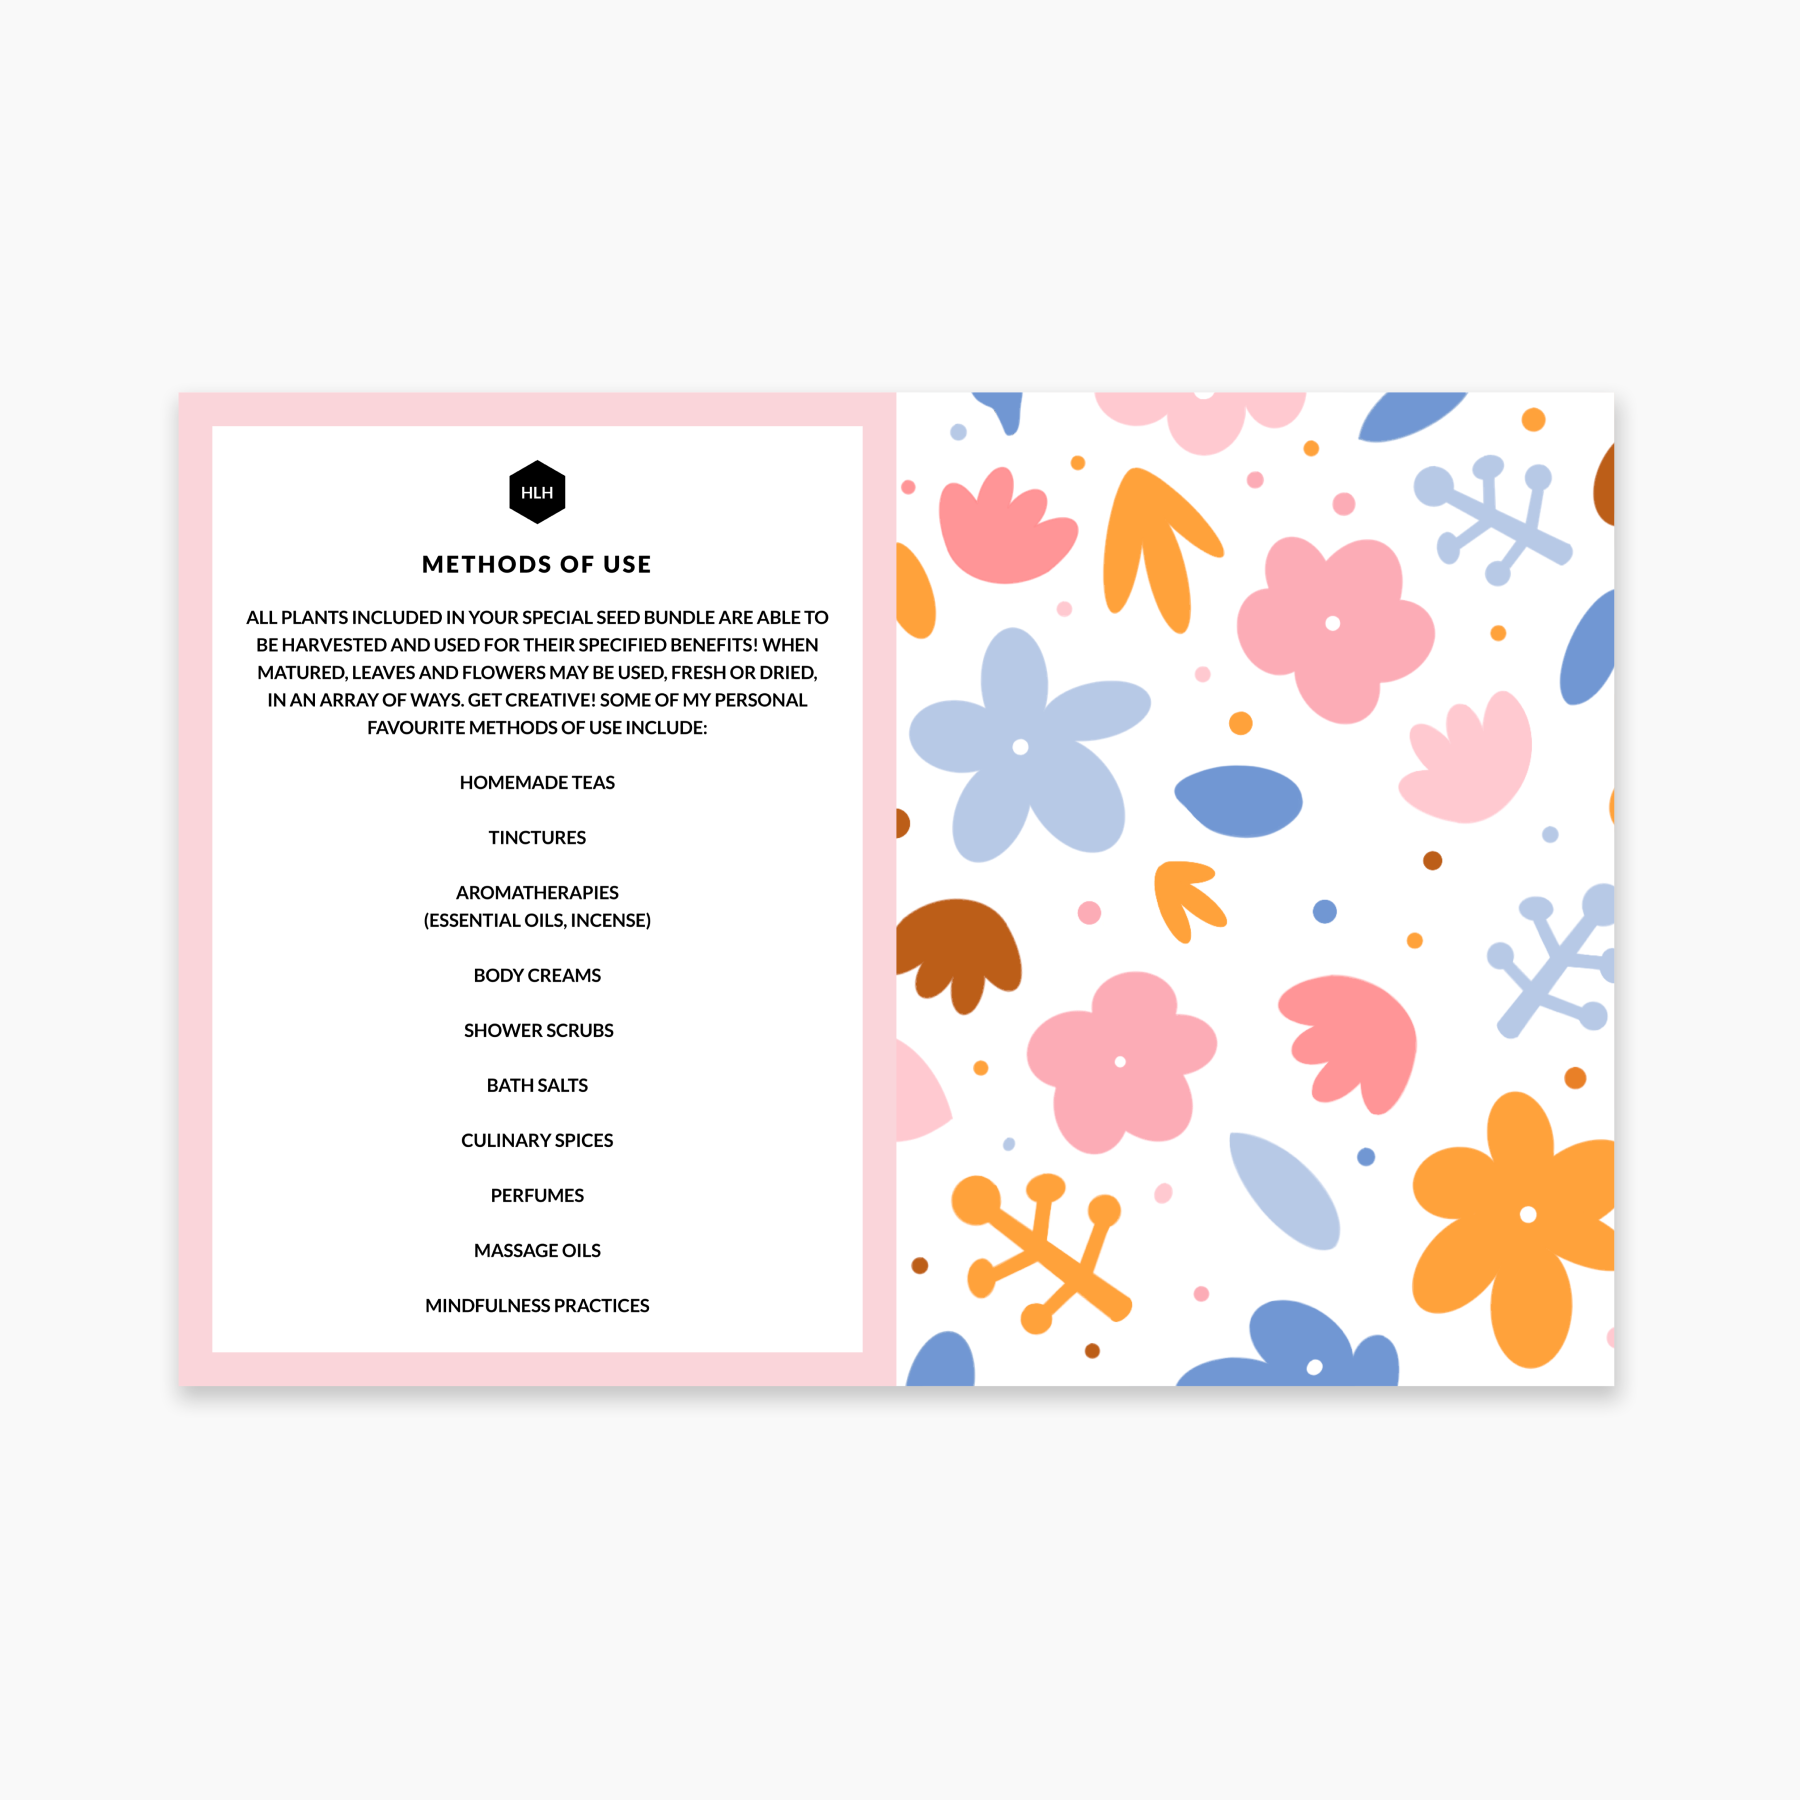 HLH
METHODS OF USE
ALL PLANTS INCLUDED IN YOUR SPECIAL SEED BUNDLE ARE ABLE TO
BE HARVESTED AND USED FOR THEIR SPECIFIED BENEFITS! WHEN
MATURED, LEAVES AND FLOWERS MAY BE USED, FRESH OR DRIED,
IN AN ARRAY OF WAYS. GET CREATIVE! SOME OF MY PERSONAL
FAVOURITE METHODS OF USE INCLUDE:
HOMEMADE TEAS
TINCTURES
AROMATHERAPIES
(ESSENTIAL OILS, INCENSE)
BODY CREAMS
SHOWER SCRUBS
BATH SALTS
CULINARY SPICES
PERFUMES
MASSAGE OILS
MINDFULNESS PRACTICES